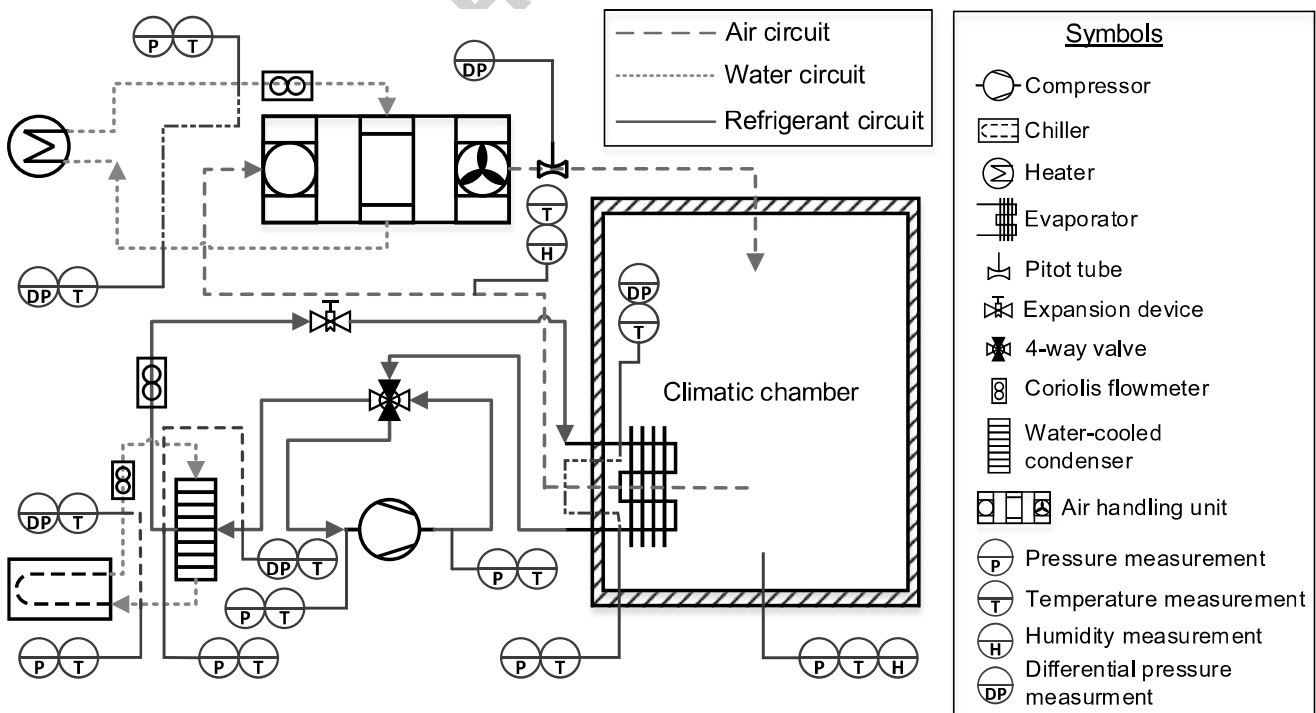 P T
DP
Air circuit
Water circuit
Refrigerant circuit
T
H
DP T
DP
T
Climatic chamber
DP T
DP T
P T
P T
P T
P T
P T
P T H
Symbols
Compressor
Chiller
Heater
Evaporator
Pitot tube
Expansion device
4-way valve
Coriolis flowmeter
Water-cooled
condenser
Air handling unit
P
Pressure measurement
T
Temperature measurement
H
Humidity measurement
DP
Differential pressure
measurment